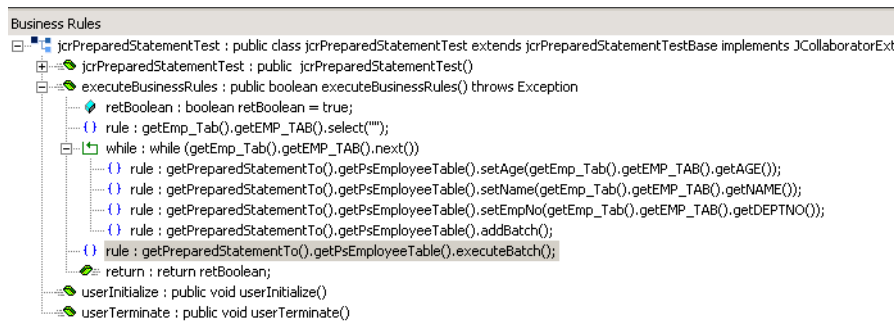 Business Rules
jcrPreparedStatementTest : public class jcrPreparedStatementTest extends jcrPreparedStatementTestBase implements JCollaboratorExt
jcrPreparedStatementTest : public jcrPreparedStatementTest()
executeBusinessRules : public boolean executeBusinessRules() throws Exception
retBoolean : boolean retBoolean = true;
rule : getEmp_Tab().getEMP_TAB().select("");
while : while (getEmp_Tab().getEMP_TAB().next())
rule : getPreparedStatementTo().getPsEmployeeTable().setAge(getEmp_Tab().getEMP_TAB().getAGE());
rule : getPreparedStatementTo().getPsEmployeeTable().setName(getEmp_Tab().getEMP_TAB().getNAME());
rule : getPreparedStatementTo().getPsEmployeeTable().setEmpNo(getEmp_Tab().getEMP_TAB().getDEPTNO());
rule : getPreparedStatementTo().getPsEmployeeTable().addBatch();
rule : getPreparedStatementTo().getPsEmployeeTable().executeBatch();
return : return retBoolean;
userInitialize : public void userInitialize()
userTerminate : public void userTerminate()